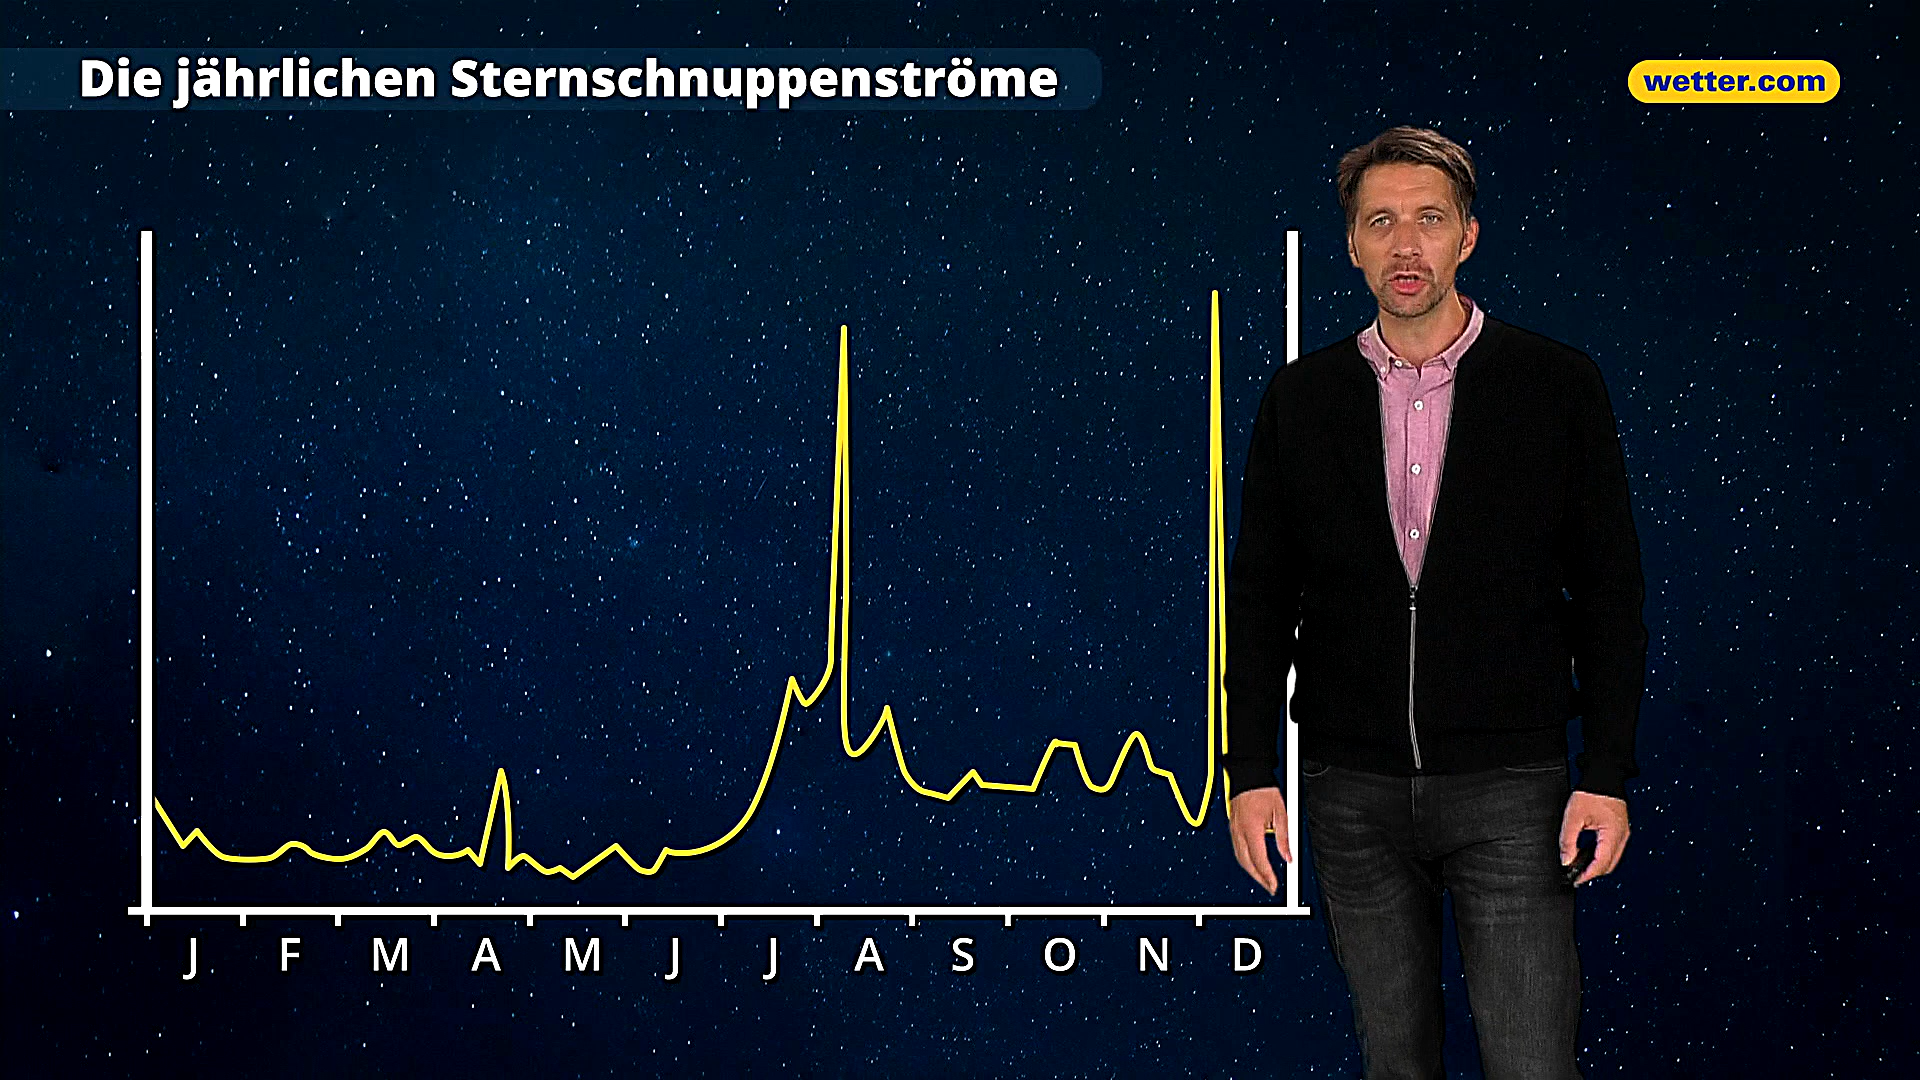 Die jährlichen Sternschnuppenströme
wetter.com
J F M A M J J A S O N D